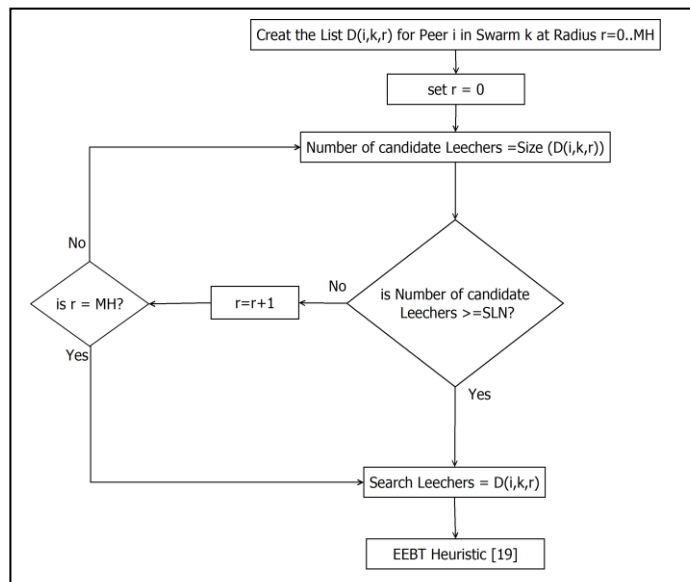 Creat the List D(i,k,r) for Peer i in Swarm k at Radius r=0..MH
set r = 0
Number of candidate Leechers =Size (D(i,k,r))
No
is r = MH?
Yes
r=r+1
No
is Number of candidate
Leechers >=SLN?
Yes
Search Leechers = D(i,k,r)
EEBT Heuristic [19]